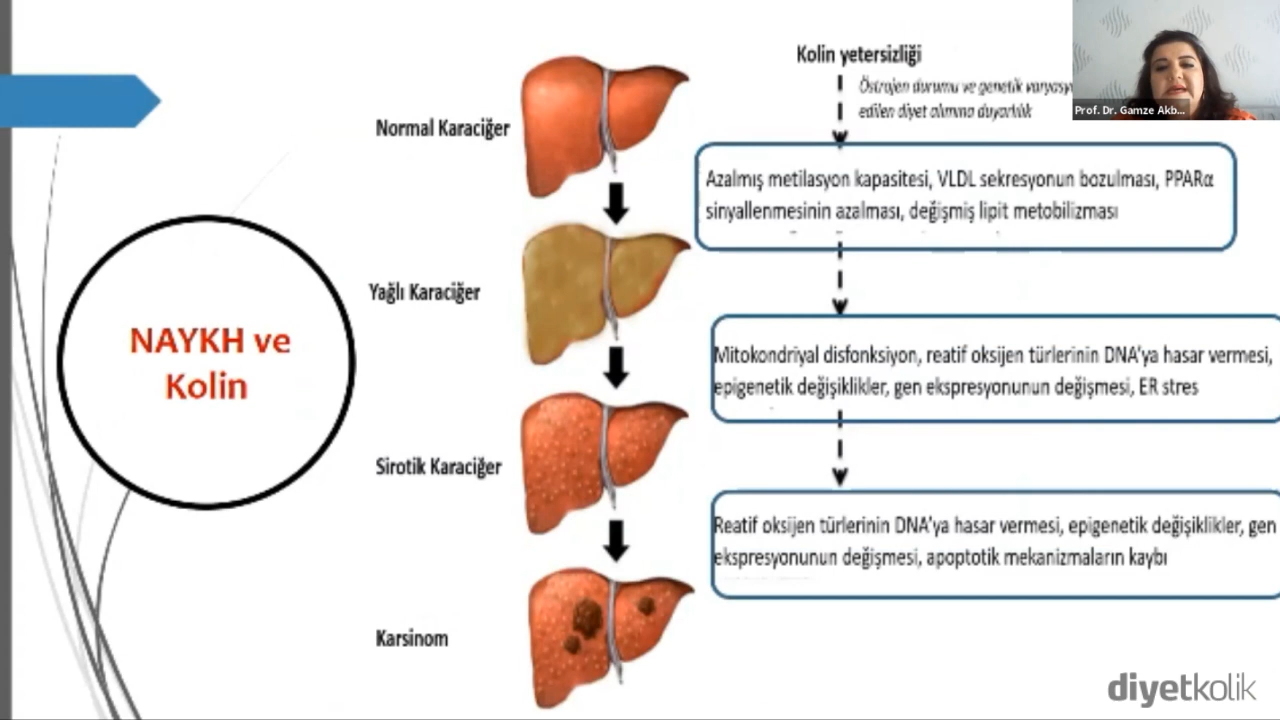 Kolin yetersizliği
Östrojen durumu ve genetik
edilen diyet alımına duyarlılık
Prof. Dr. Gamze Akb...
Normal Karaciğer
Azalmış metilasyon kapasitesi, VLDL sekresyonun bozulması, PPARα
sinyallenmesinin azalması, değişmiş lipit metobilizması
Yağlı Karaciğer
NAYKH ve
Kolin
Mitokondriyal disfonksiyon, reatif oksijen türlerinin DNA'ya hasar vermesi,
epigenetik değişiklikler, gen ekspresyonunun değişmesi, ER stres
Sirotik Karaciğer
Reatif oksijen türlerinin DNA'ya hasar vermesi, epigenetik değişiklikler, gen
ekspresyonunun değişmesi, apoptotik mekanizmaların kaybı
Karsinom
diyetkolik